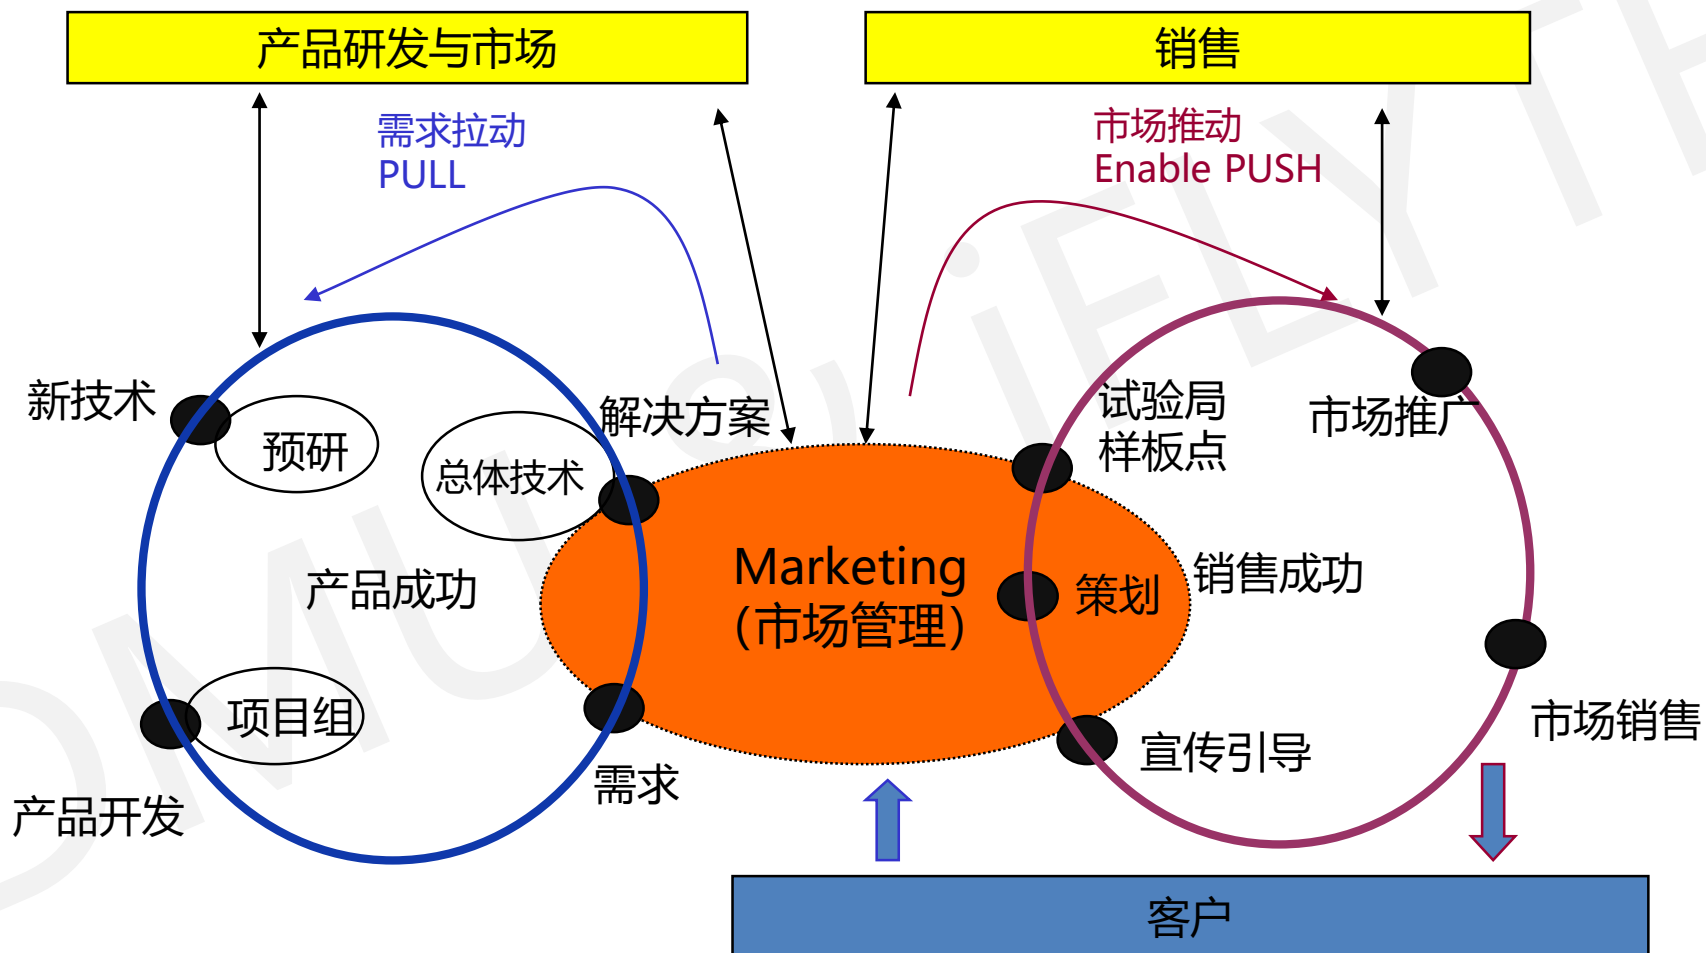 产品研发与市场
销售
需求拉动
PULL
市场推动
Enable PUSH
新技术
预研
总体技术
解决方案
试验局
样板点
市场推广
产品成功
Marketing
（市场管理）
策划
销售成功
项目组
产品开发
需求
宣传引导
市场销售
客户